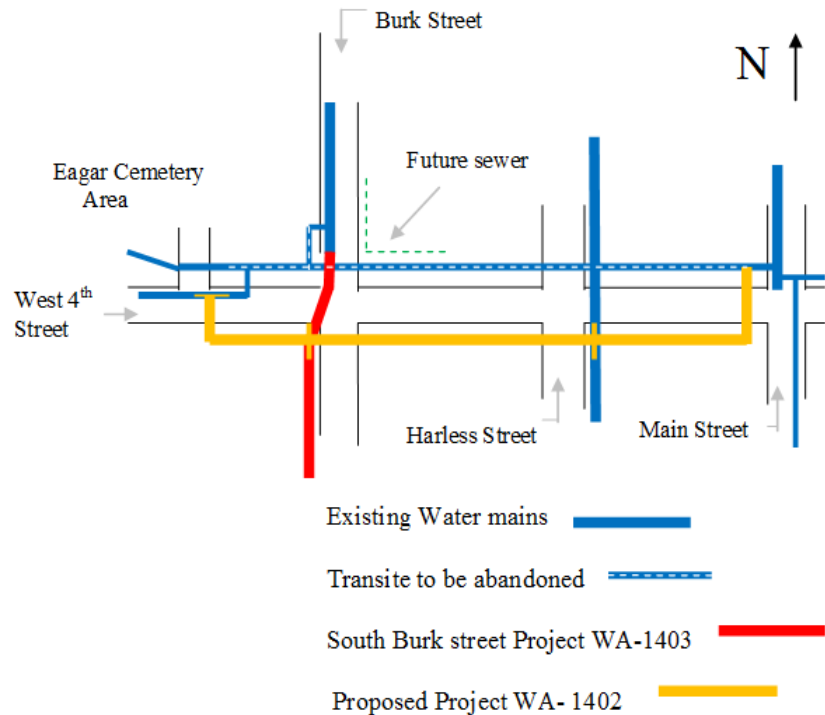 Burk Street
N
Future sewer
Eagar Cemetery
Area
West 4th
Street
Harless Street
Main Street
Existing Water mains
Transite to be abandoned
South Burk street Project WA-1403
Proposed Project WA- 1402